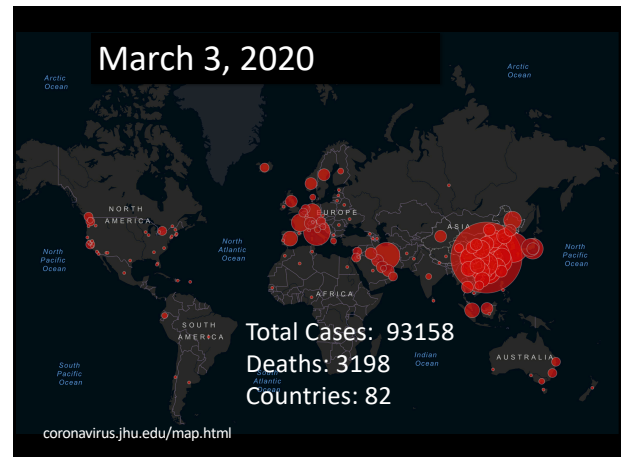 March 3, 2020
Arctic
Ocean
Arctic
Ocean
NORTH
AMERICA
EUROPE
ASIA
North
Pacific
Ocean
North
Atlantic
Ocean
North
Pacific
Ocean
AFRICA
SOUTH
AMERICA
Total Cases: 93158
Indian
Ocean
AUSTRALIA
South
Pacific
Ocean
Deaths: 3198
South
Atlantic
Ocean
Countries: 82
coronavirus.jhu.edu/map.html